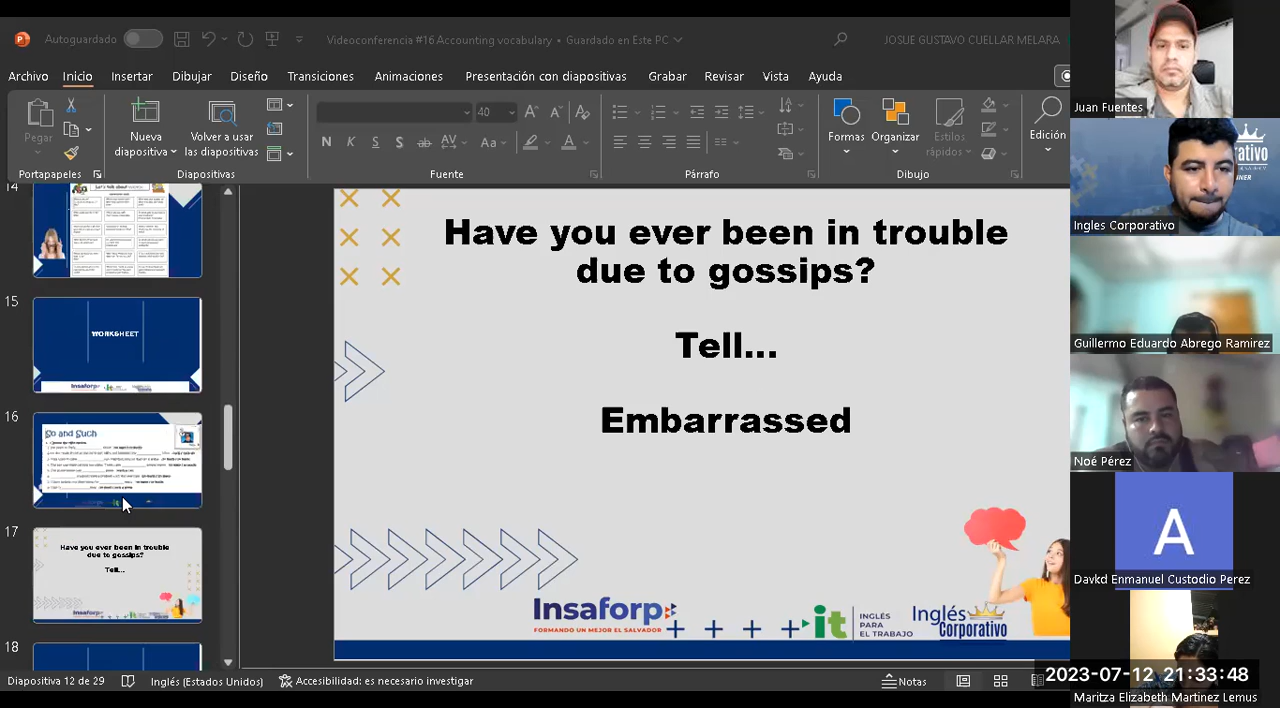 Autoguardado
Videoconferencia #16 Accounting vocabulary • Guardado en Este PC
JOSUE GUSTAVO CUELLAR MELARA
Archivo Inicio Insertar Dibujar Diseño Transiciones Animaciones Presentación con diapositivas Grabar Revisar Vista Ayuda
Pegar
Nueva diapositiva
Volver a usar las diapositivas
40
N K S S ab AV Aa A
Formas
Organizar
Estilos rápidos
Edición
Portapapeles Diapositivas Fuente Párrafo Dibujo
14
15
WORKSHEET
Insaforp
16
So and Such
17
Have you ever been in trouble
due to gossips?
Tell...
18
Have you ever been in trouble
due to gossips?
Tell...
Embarrassed
Insaforp
FORMANDO UN MEJOR EL SALVADOR
it
INGLÉS
PARA
EL TRABAJO
Inglés
Corporativo
Diapositiva 12 de 29
Inglés (Estados Unidos)
Accesibilidad: es necesario investigar
Notas
Juan Fuentes
Ingles Corporativo
Guillermo Eduardo Abrego Ramirez
Noé Pérez
A
Davkd Enmanuel Custodio Perez
2023-07-12 21:33:48
Maritza Elizabeth Martinez Lemus